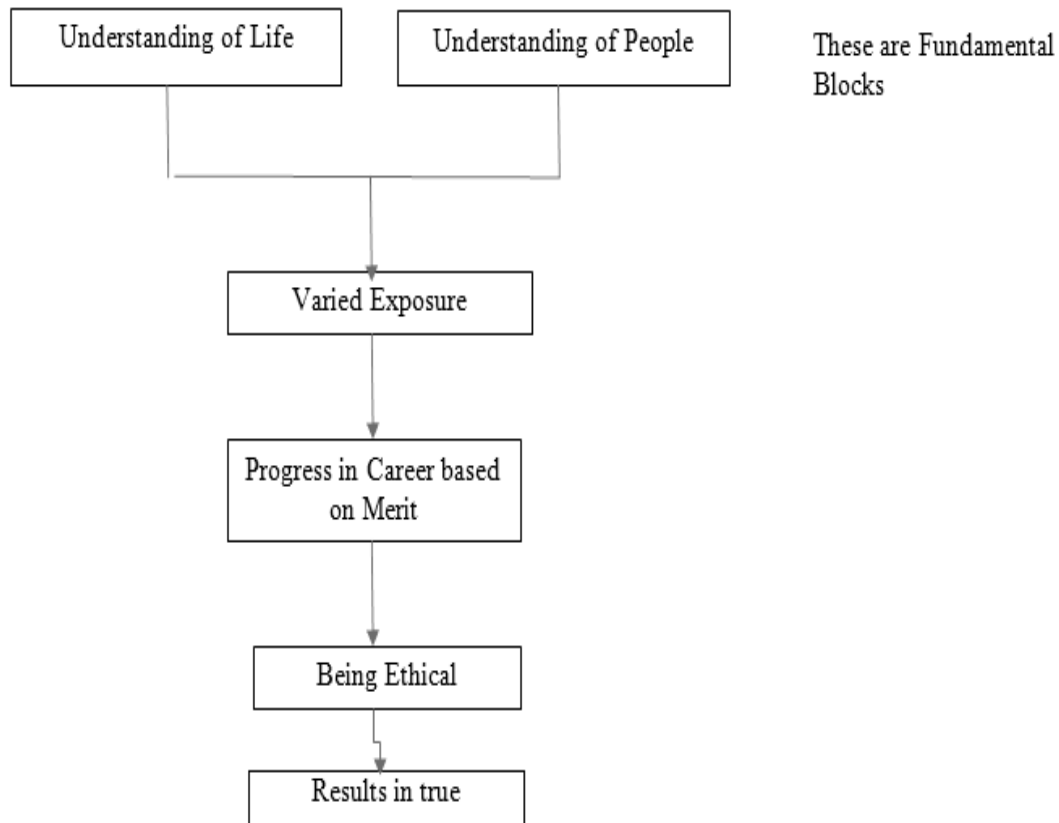 Understanding of Life
Understanding of People
These are Fundamental
Blocks
Varied Exposure
Progress in Career based
on Merit
Being Ethical
Results in true